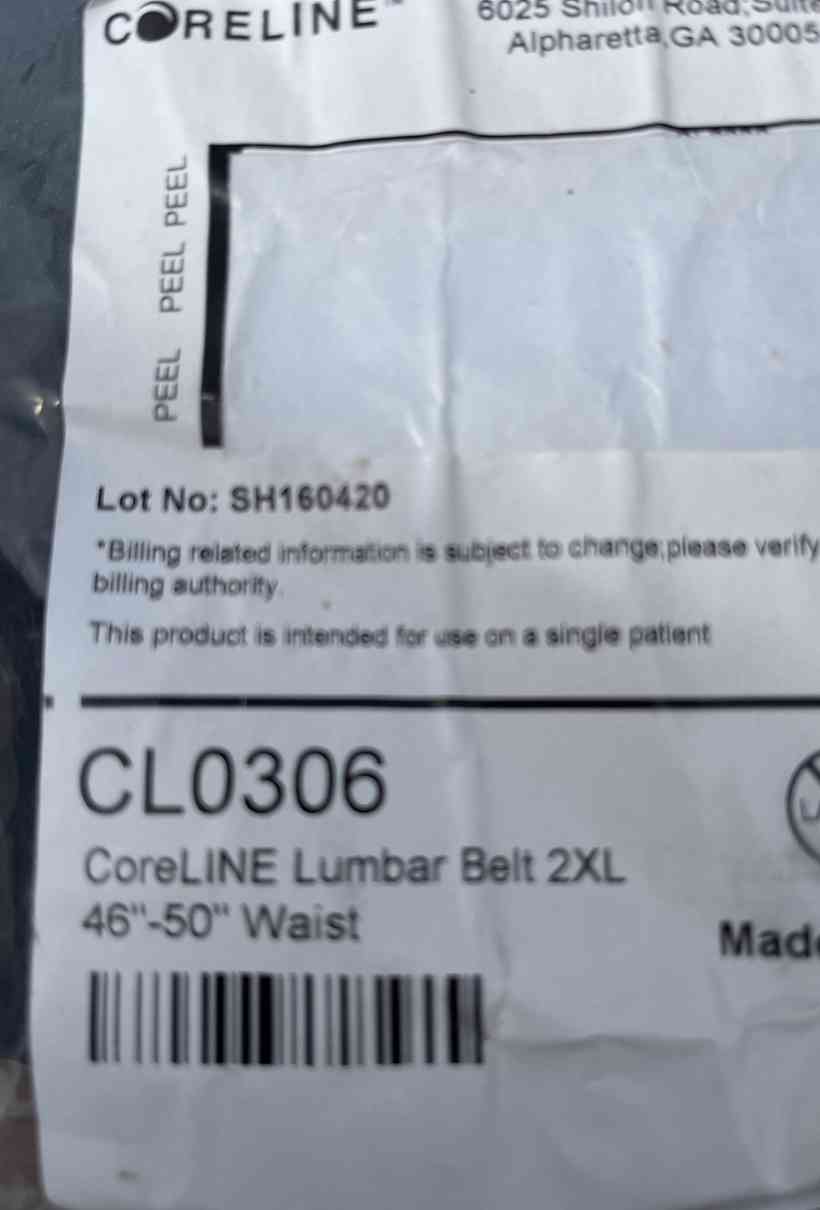 CORELINE™
6025 Shiloh Road, Suite
Alpharetta, GA 30005
PEEL PEEL PEEL
Lot No: SH160420
*Billing related information is subject to change;please verify
billing authority.
This product is intended for use on a single patient
CL0306
CoreLINE Lumbar Belt 2XL
46"-50" Waist
Made